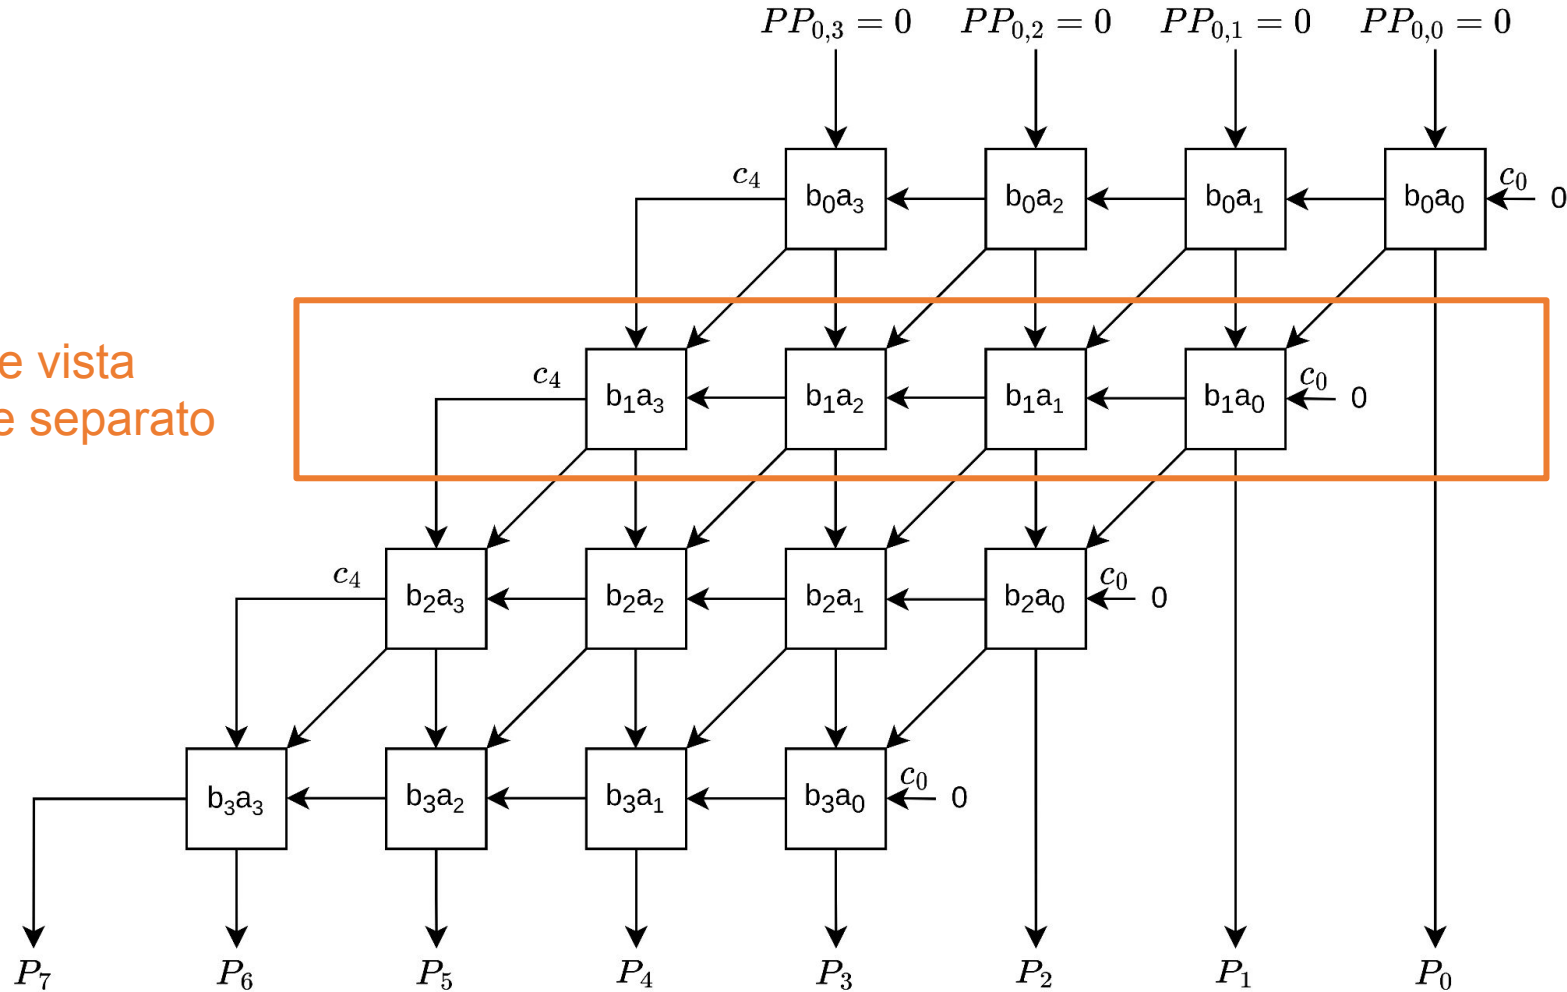 PP₀,₃ = 0 PP₀,₂ = 0 PP₀,₁ = 0 PP₀,₀ = 0
c₄ b₀a₃ b₀a₂ b₀a₁ b₀a₀ c₀ 0
e vista
e separato
c₄ b₁a₃ b₁a₂ b₁a₁ b₁a₀ c₀ 0
c₄ b₂a₃ b₂a₂ b₂a₁ b₂a₀ c₀ 0
b₃a₃ b₃a₂ b₃a₁ b₃a₀ c₀ 0
P₇ P₆ P₅ P₄ P₃ P₂ P₁ P₀